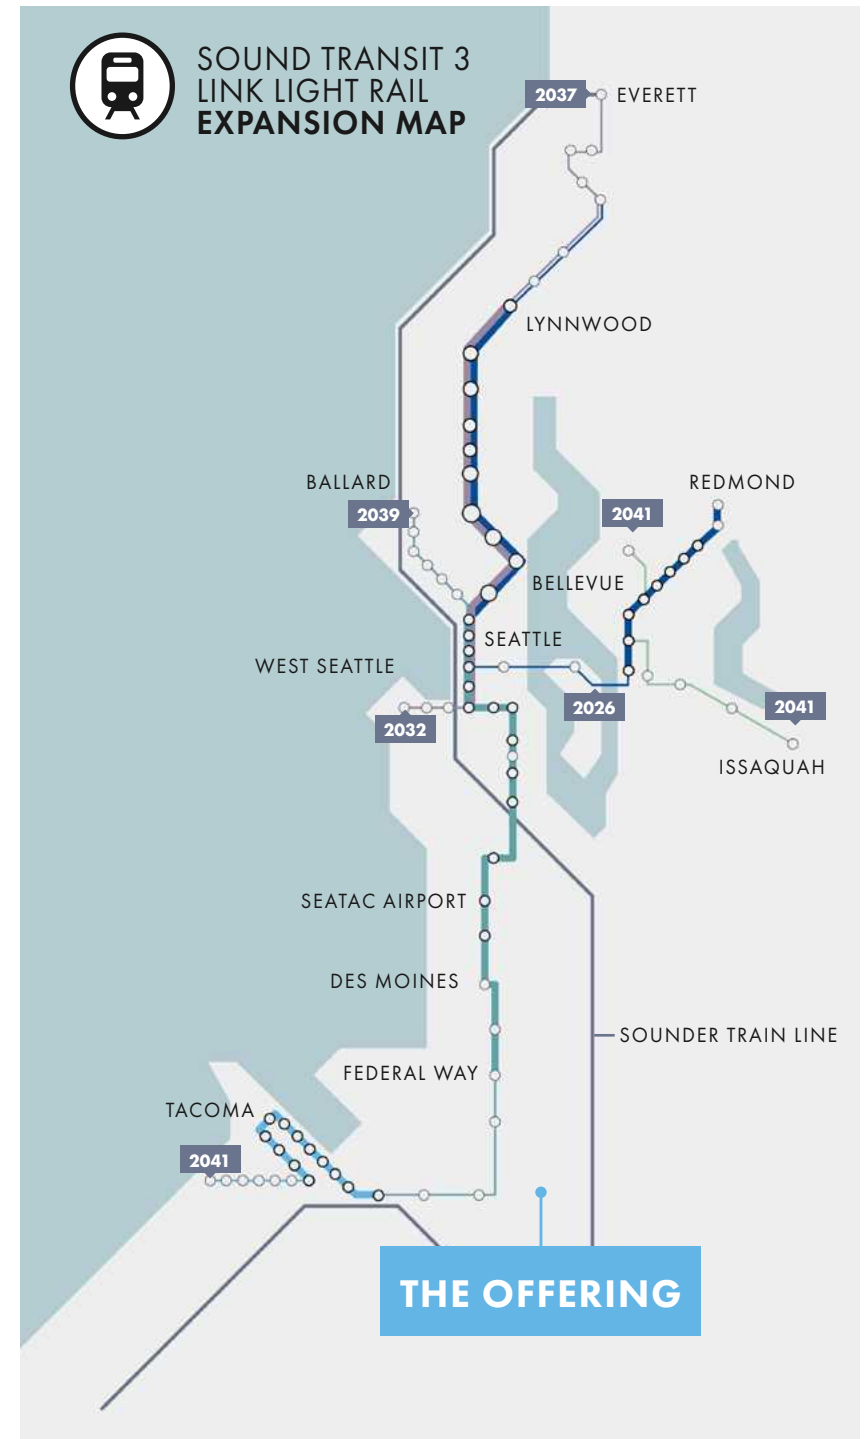 SOUND TRANSIT 3
LINK LIGHT RAIL
EXPANSION MAP
2037
EVERETT
LYNNWOOD
BALLARD
REDMOND
2039
2041
BELLEVUE
SEATTLE
WEST SEATTLE
2026
2041
2032
ISSAQUAH
SEATAC AIRPORT
DES MOINES
SOUNDER TRAIN LINE
FEDERAL WAY
TACOMA
2041
THE OFFERING